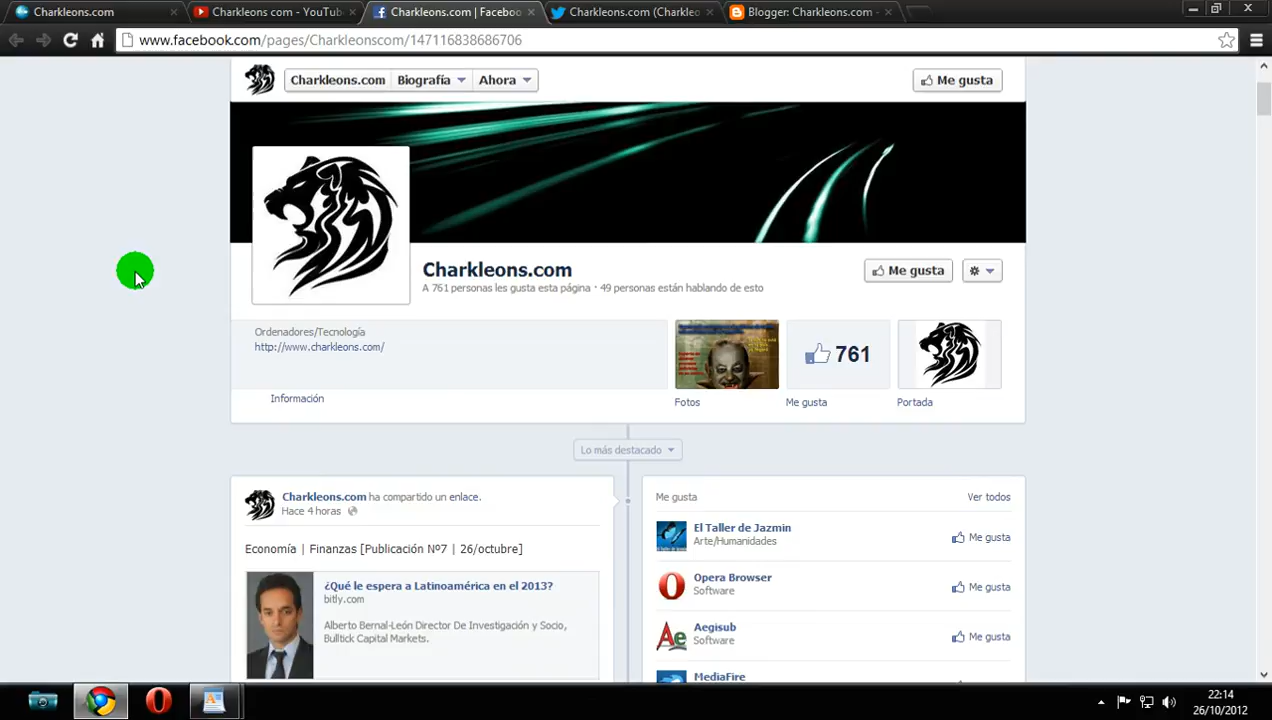 Charkleons.com
Charkleons com - YouTub
Charkleons.com | Faceboo
Charkleons.com (Charkleo
Blogger: Charkleons.com -
www.facebook.com/pages/Charkleonscom/147116838686706
Charkleons.com
Biografía
Ahora
Me gusta
Charkleons.com
Me gusta
A 761 personas les gusta esta página · 49 personas están hablando de esto
Ordenadores/Tecnología
http://www.charkleons.com/
761
Información
Fotos
Me gusta
Portada
Lo más destacado
Charkleons.com ha compartido un enlace.
Hace 4 horas
Economía | Finanzas [Publicación Nº7 | 26/octubre]
¿Qué le espera a Latinoamérica en el 2013?
bitly.com
Alberto Bernal-León Director De Investigación y Socio,
Bulltick Capital Markets.
Me gusta
Ver todos
El Taller de Jazmin
Arte/Humanidades
Me gusta
Opera Browser
Software
Me gusta
Aegisub
Software
Me gusta
MediaFire
22:14
26/10/2012